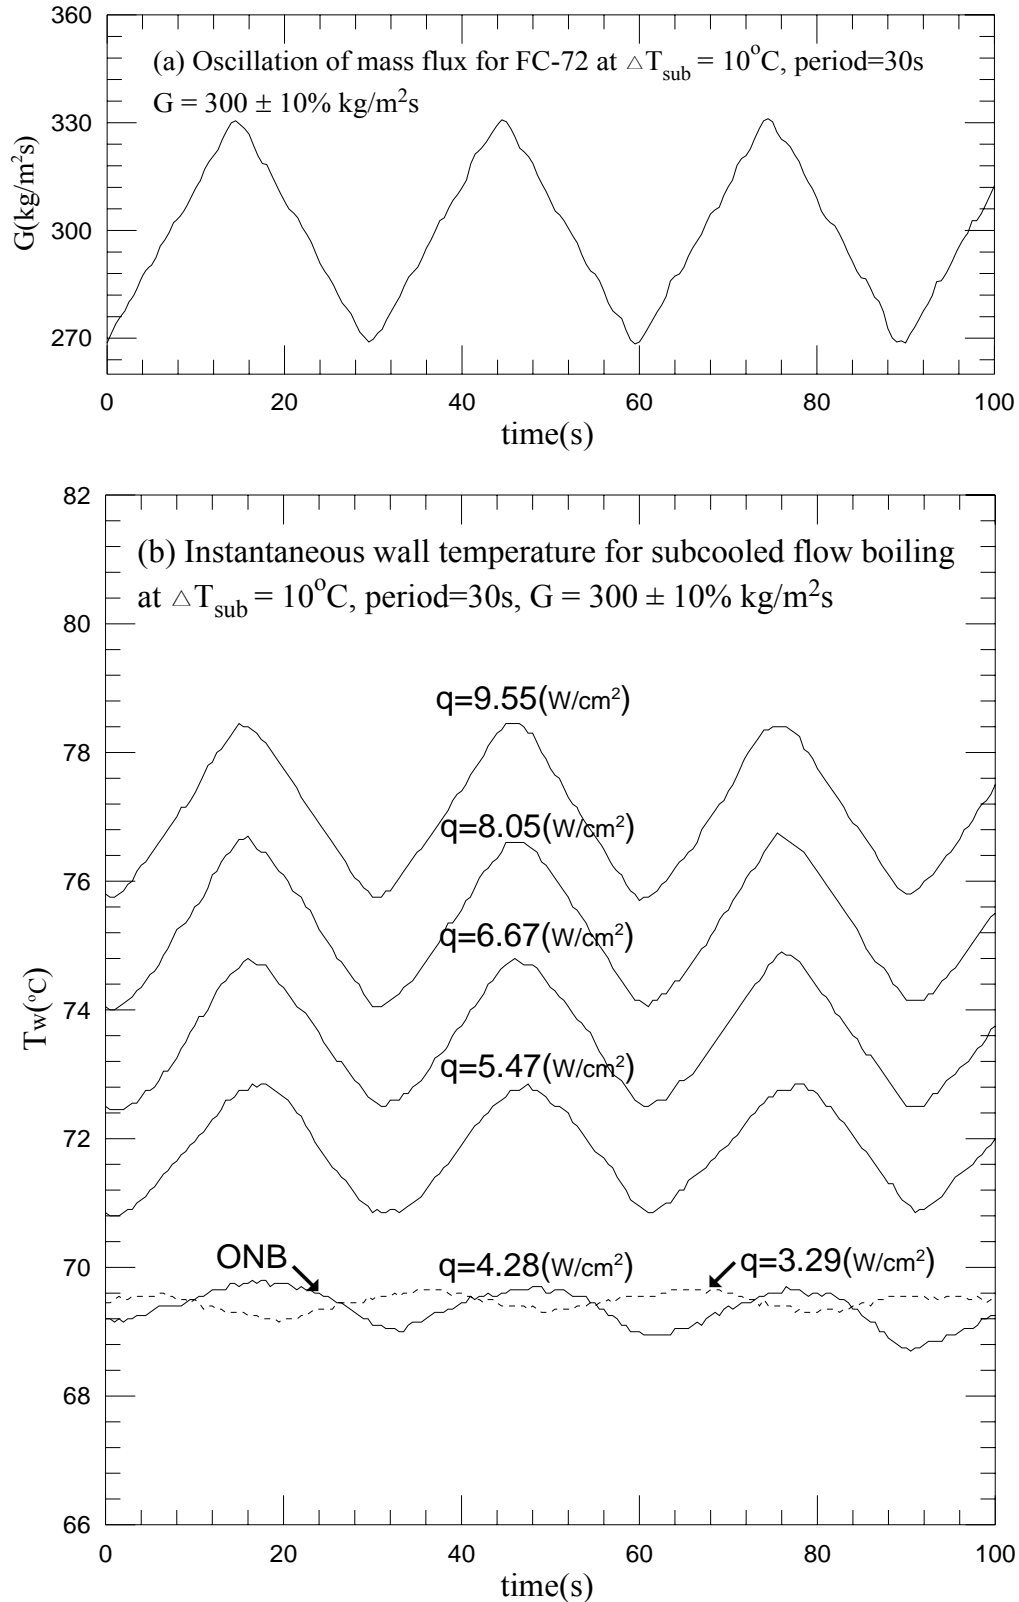 360
(a) Oscillation of mass flux for FC-72 at △Tsub = 10°C, period=30s
G = 300 ± 10% kg/m²s
330
G(kg/m²s)
300
270
0 20 40 60 80 100
time(s)
82
(b) Instantaneous wall temperature for subcooled flow boiling
at △Tsub = 10°C, period=30s, G = 300 ± 10% kg/m²s
80
q=9.55(W/cm²)
78
q=8.05(W/cm²)
76
q=6.67(W/cm²)
74
Tw(°C)
q=5.47(W/cm²)
72
ONB
q=4.28(W/cm²)
q=3.29(W/cm²)
70
68
66
0 20 40 60 80 100
time(s)